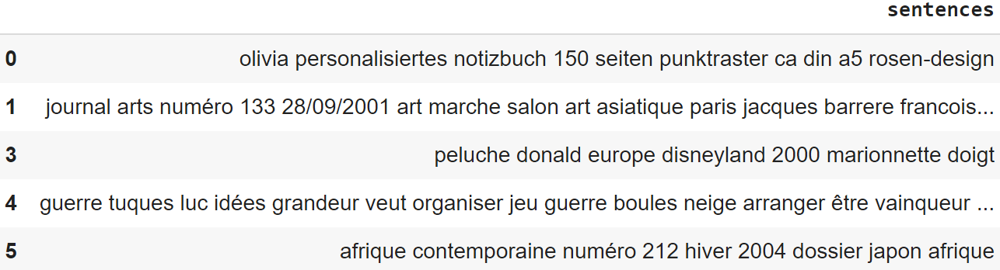 sentences
0 olivia personalisiertes notizbuch 150 seiten punktraster ca din a5 rosen-design
1 journal arts numéro 133 28/09/2001 art marche salon art asiatique paris jacques barrere francois...
3 peluche donald europe disneyland 2000 marionnette doigt
4 guerre tuques luc idées grandeur veut organiser jeu guerre boules neige arranger être vainqueur ...
5 afrique contemporaine numéro 212 hiver 2004 dossier japon afrique